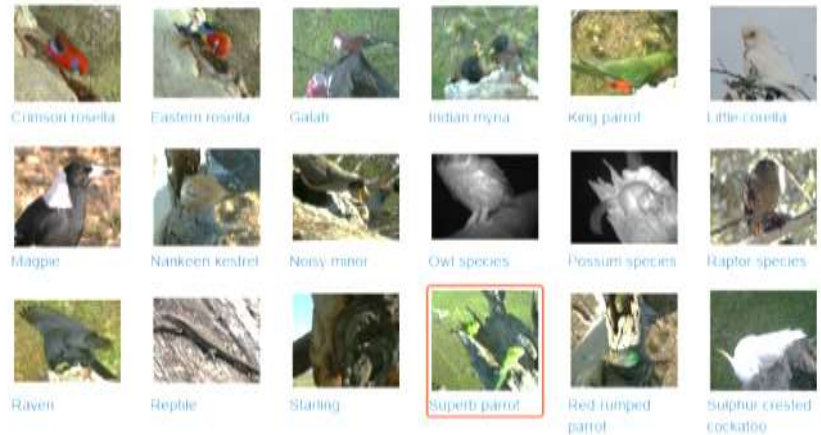 Crimson rosella
Eastern rosella
Galah
Indian myna
King parrot
Little corella
Magpie
Nankeen kestrel
Noisy minor
Owl species
Possum species
Raptor species
Raven
Reptile
Starling
Superb parrot
Red-rumped
parrot
Sulphur crested
cockatoo